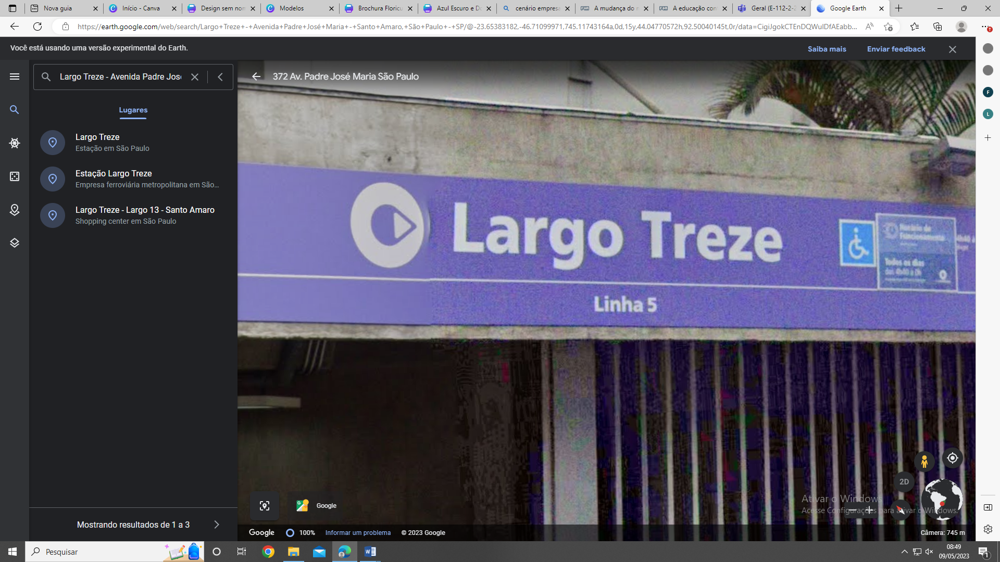 Nova guia
Início - Canva
Design sem nom
Modelos
Brochura Floricu
Azul Escuro e Do
cenário empresa
A mudança do r
A educação com
Geral (E-112-2-2
Google Earth
https://earth.google.com/web/search/Largo+Treze+-+Avenida+Padre+José+Maria+-+Santo+Amaro,+São+Paulo+-+SP/@-23.65383182,-46.71099971,745.11743164a,0d,15y,44.04770572h,92.50040145t,0r/data=CigiJgokCTEnDQWuIDfAEabb...
Você está usando uma versão experimental do Earth.
Saiba mais
Enviar feedback
Largo Treze - Avenida Padre José
372 Av. Padre José Maria São Paulo
Lugares
Largo Treze
Estação em São Paulo
Estação Largo Treze
Empresa ferroviária metropolitana em São...
Largo Treze - Largo 13 - Santo Amaro
Shopping center em São Paulo
Largo Treze
Linha 5
Horário de
Funcionamento
Todos os dias
das 4h40 à 0h
F
L
2D
Ativar o Windows
Acesse Configurações para ativar o Windows.
Google
Mostrando resultados de 1 a 3
Google
100%
Informar um problema
© 2023 Google
Câmera: 745 m
Pesquisar
08:49
09/05/2023
1